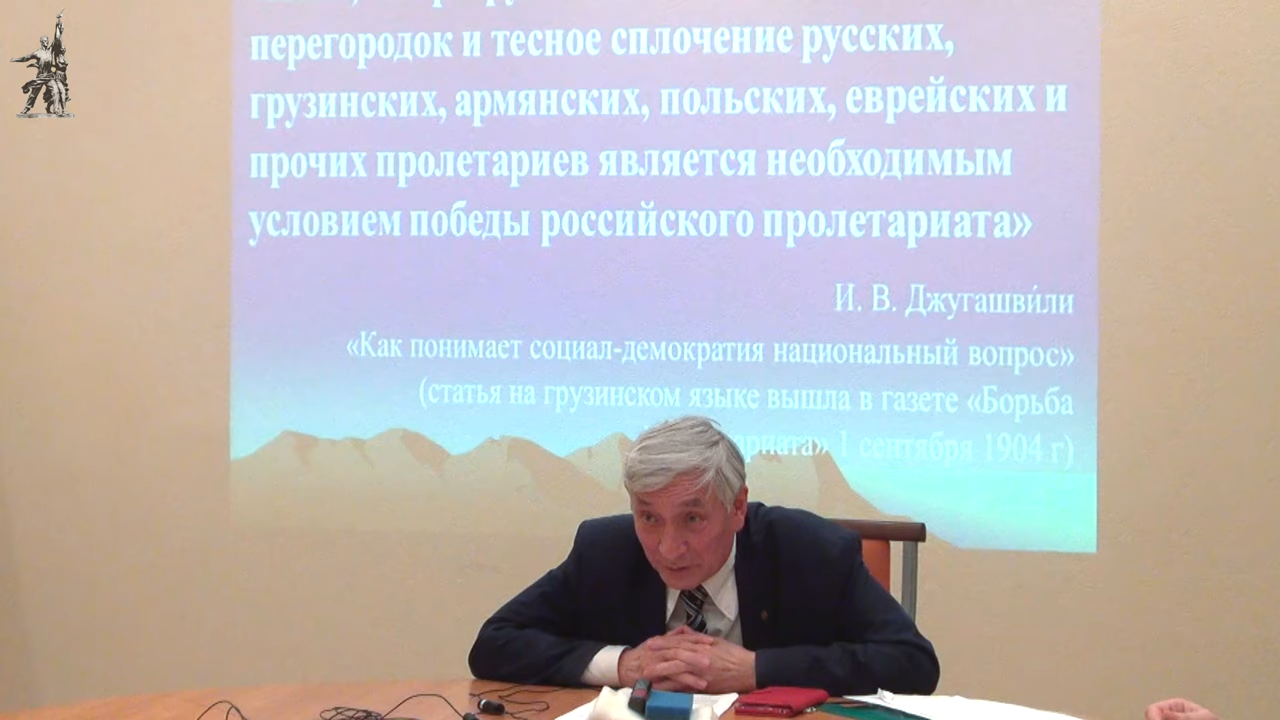 перегородок и тесное сплочение русских,
грузинских, армянских, польских, еврейских и
прочих пролетариев является необходимым
условием победы российского пролетариата»
И. В. Джугашви́ли
«Как понимает социал-демократия национальный вопрос»
(статья на грузинском языке вышла в газете «Борьба
1 сентября 1904 г)